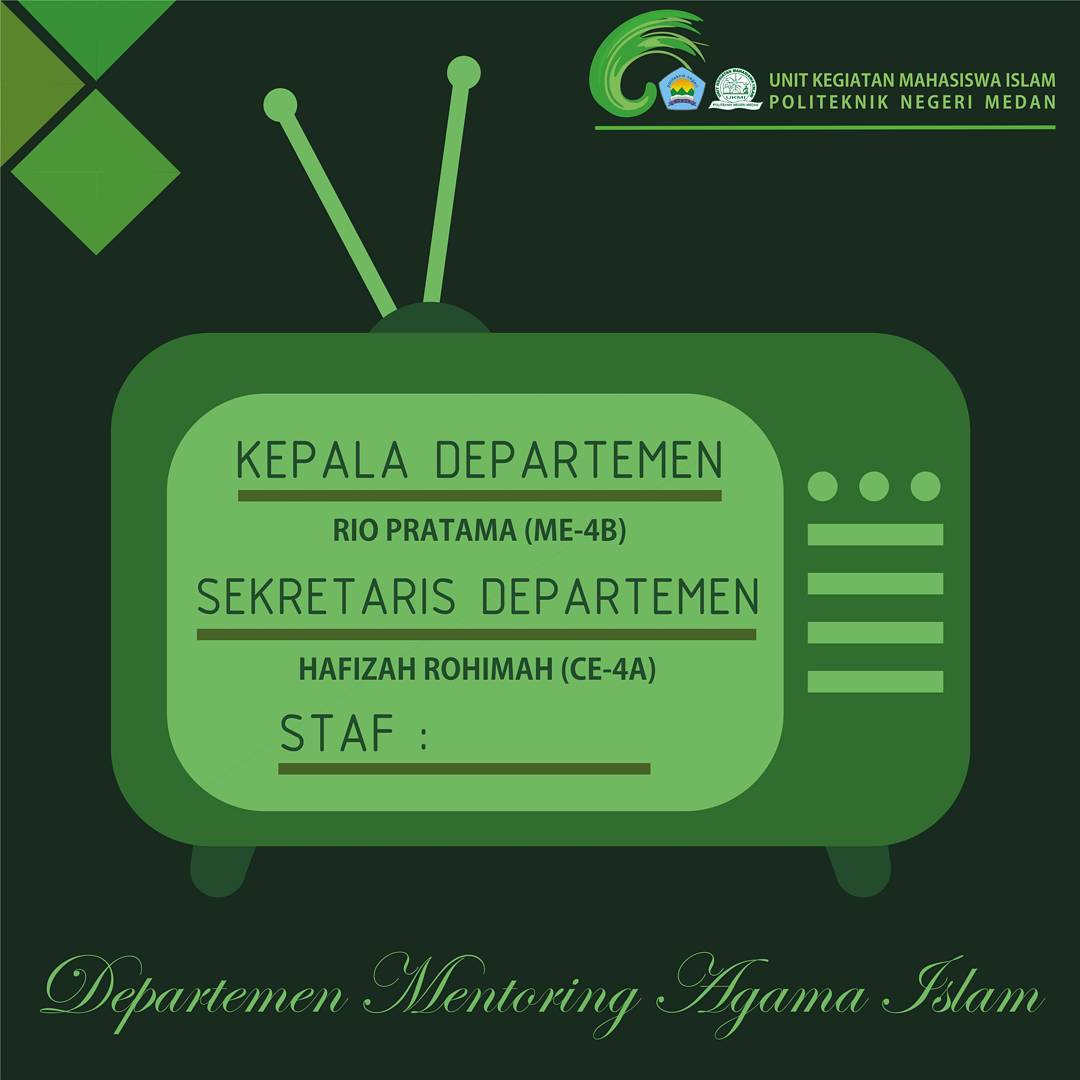 UNIT KEGIATAN MAHASISWA ISLAM
POLITEKNIK NEGERI MEDAN
KEPALA DEPARTEMEN
RIO PRATAMA (ME-4B)
SEKRETARIS DEPARTEMEN
HAFIZAH ROHIMAH (CE-4A)
STAF :
Departemen Mentoring Agama Islam